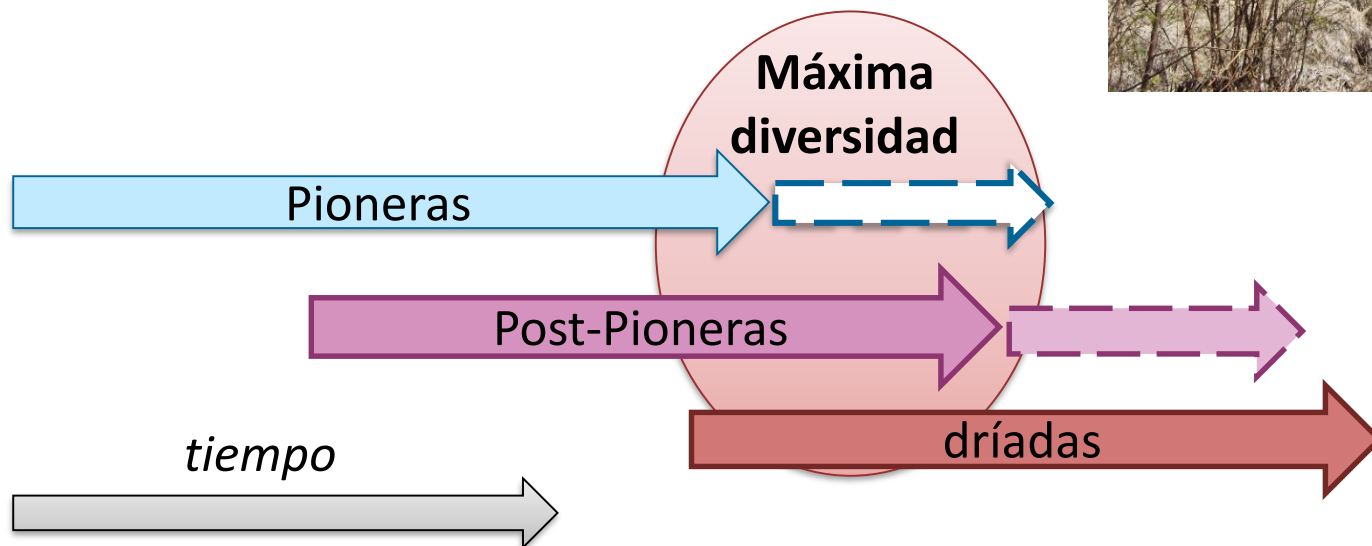 Máxima
diversidad
Pioneras
Post-Pioneras
dríadas
tiempo